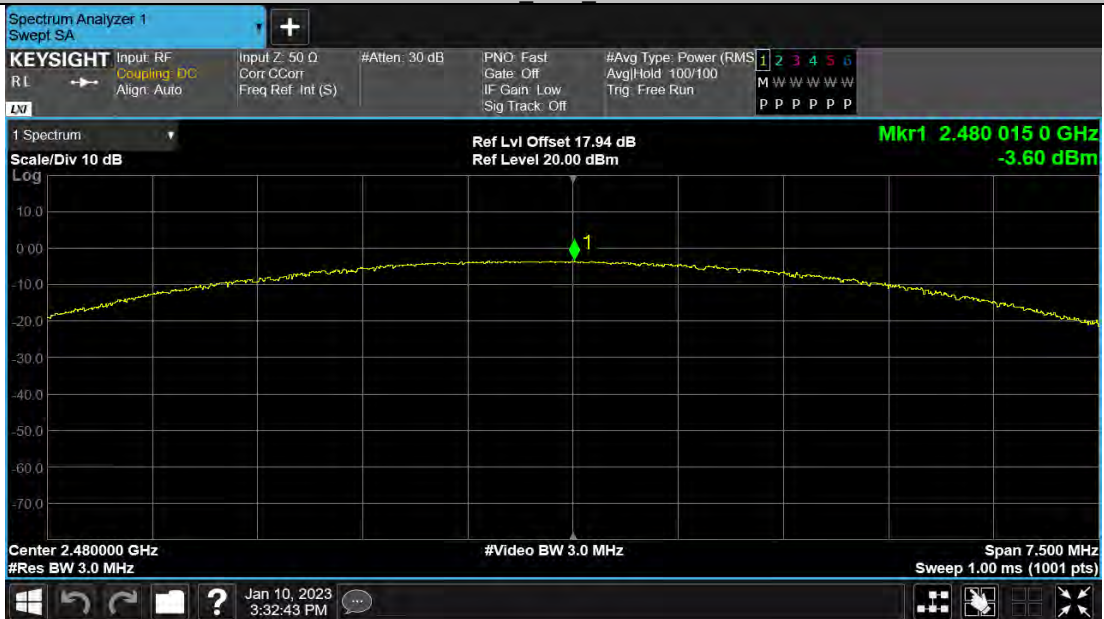 Spectrum Analyzer 1
Swept SA
KEYSIGHT
RL
LXI
Input: RF
Coupling: DC
Align: Auto
Input Z: 50 Ω
Corr CCorr
Freq Ref: Int (S)
#Atten: 30 dB
PNO: Fast
Gate: Off
IF Gain: Low
Sig Track: Off
#Avg Type: Power (RMS
Avg|Hold: 100/100
Trig: Free Run
1 2 3 4 5 6
M W W W W W
P P P P P P
1 Spectrum
Scale/Div 10 dB
Log
Ref Lvl Offset 17.94 dB
Ref Level 20.00 dBm
Mkr1 2.480 015 0 GHz
-3.60 dBm
10.0
0.00
-10.0
-20.0
-30.0
-40.0
-50.0
-60.0
-70.0
1
Center 2.480000 GHz
#Res BW 3.0 MHz
#Video BW 3.0 MHz
Span 7.500 MHz
Sweep 1.00 ms (1001 pts)
?
Jan 10, 2023
3:32:43 PM